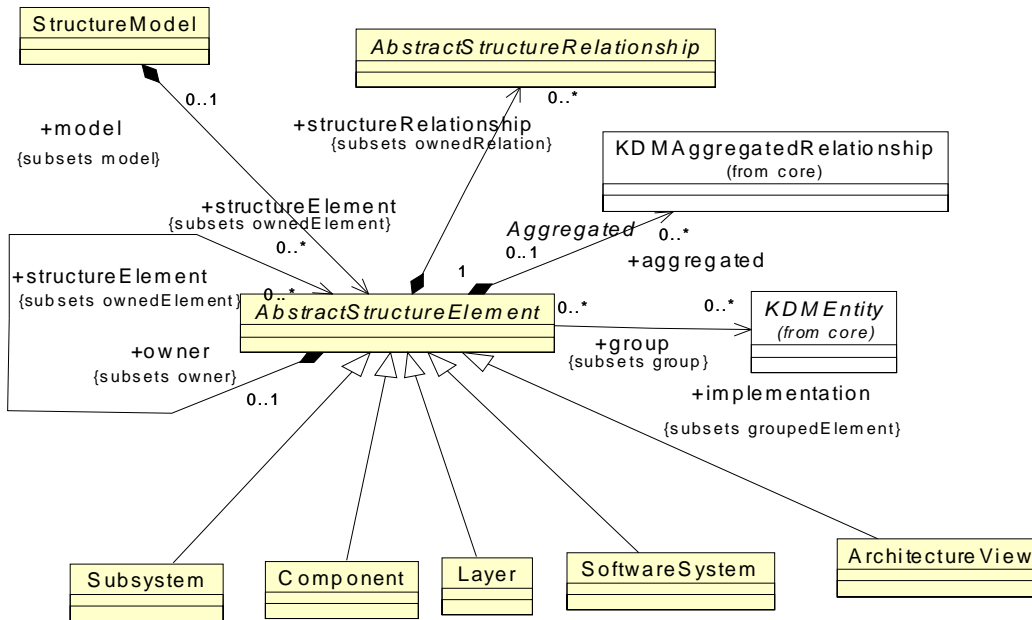 StructureModel
AbstractStructureRelationship
0..1
0..*
+model
{subsets model}
+structureRelationship
{subsets ownedRelation}
KDMAggregatedRelationship
(from core)
+structureElement
{subsets ownedElement}
0..*
Aggregated
0..1
0..*
+aggregated
+structureElement
{subsets ownedElement}
0..*
1
AbstractStructureElement
0..*
0..*
KDMEntity
(from core)
+group
{subsets group}
+owner
{subsets owner}
0..1
+implementation
{subsets groupedElement}
Subsystem
Component
Layer
SoftwareSystem
ArchitectureView